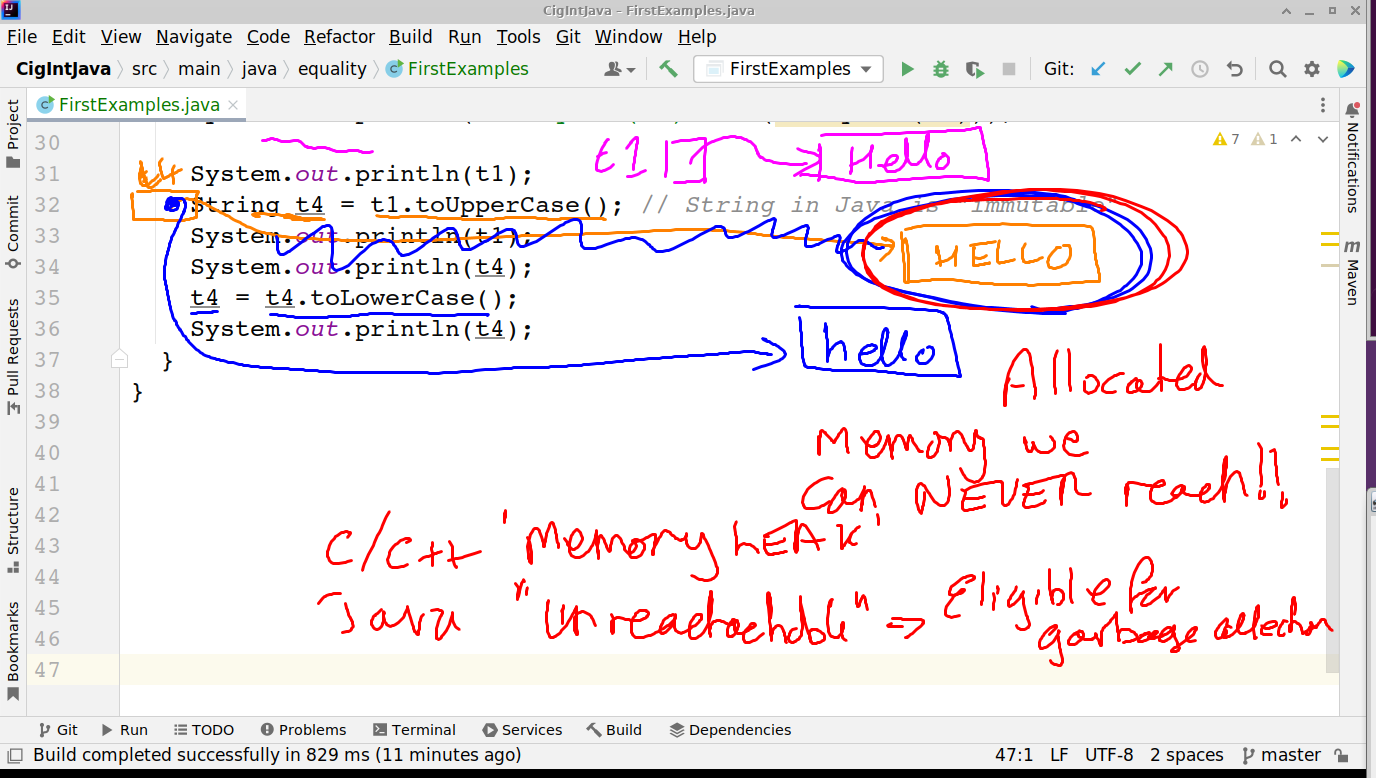 CigIntJava – FirstExamples.java
File Edit View Navigate Code Refactor Build Run Tools Git Window Help
CigIntJava src main java equality FirstExamples
FirstExamples
Git:
FirstExamples.java
7 1
30
31 System.out.println(t1);
32 String t4 = t1.toUpperCase(); // String in Java is "immutable"
33 System.out.println(t1);
34 System.out.println(t4);
35 t4 = t4.toLowerCase();
36 System.out.println(t4);
37 }
38 }
39
40
41
42
43
44
45
46
47
t1 Hello
t4
HELLO
hello
Allocated
Memory we
can NEVER reach!!
C/C++ 'Memory LEAK'
Java "Unreachable" => Eligible for
garbage collection
Project
Commit
Pull Requests
Structure
Bookmarks
Notifications
m Maven
Git Run TODO Problems Terminal Services Build Dependencies
Build completed successfully in 829 ms (11 minutes ago)
47:1 LF UTF-8 2 spaces master